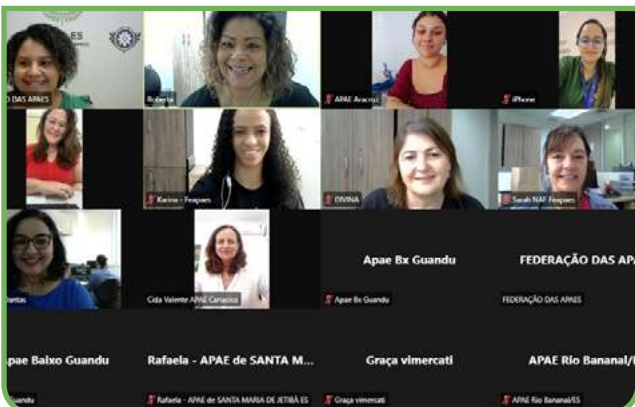 ES
O DAS APAES
Roberta
APAE Aracruz
iPhone
Karina - Feapaes
DIVINA
Sarah NAF Feapaes
Dantas
Cida Valente APAE Cariacica
Apae Bx Guandu
Apae Bx Guandu
FEDERAÇÃO DAS APA
FEDERAÇÃO DAS APAES
Apae Baixo Guandu
Guandu
Rafaela - APAE de SANTA M...
Rafaela - APAE de SANTA MARIA DE JETIBÁ ES
Graça vimercati
Graça vimercati
APAE Rio Bananal/
APAE Rio Bananal/ES